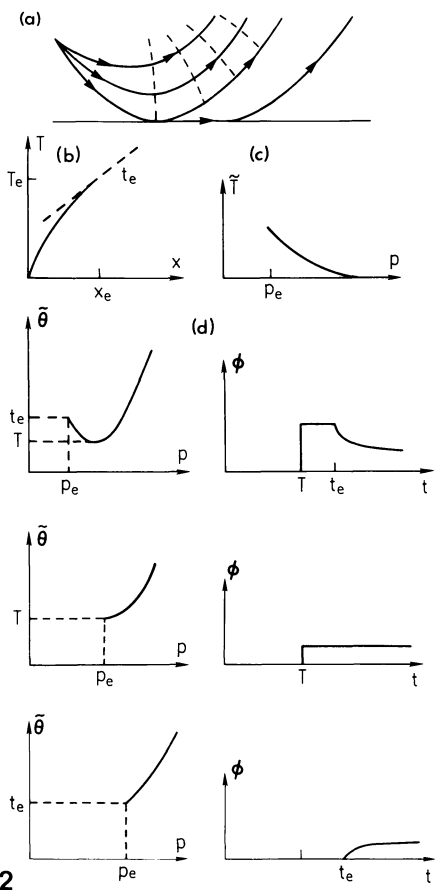 (a)
T (b) (c)
Tₑ tₑ T̃
x p
xₑ pₑ
θ̃ (d)
ϕ
tₑ
T
p
pₑ T tₑ t
θ̃
ϕ
T
p
pₑ T t
θ̃
ϕ
tₑ
p
pₑ tₑ t
2